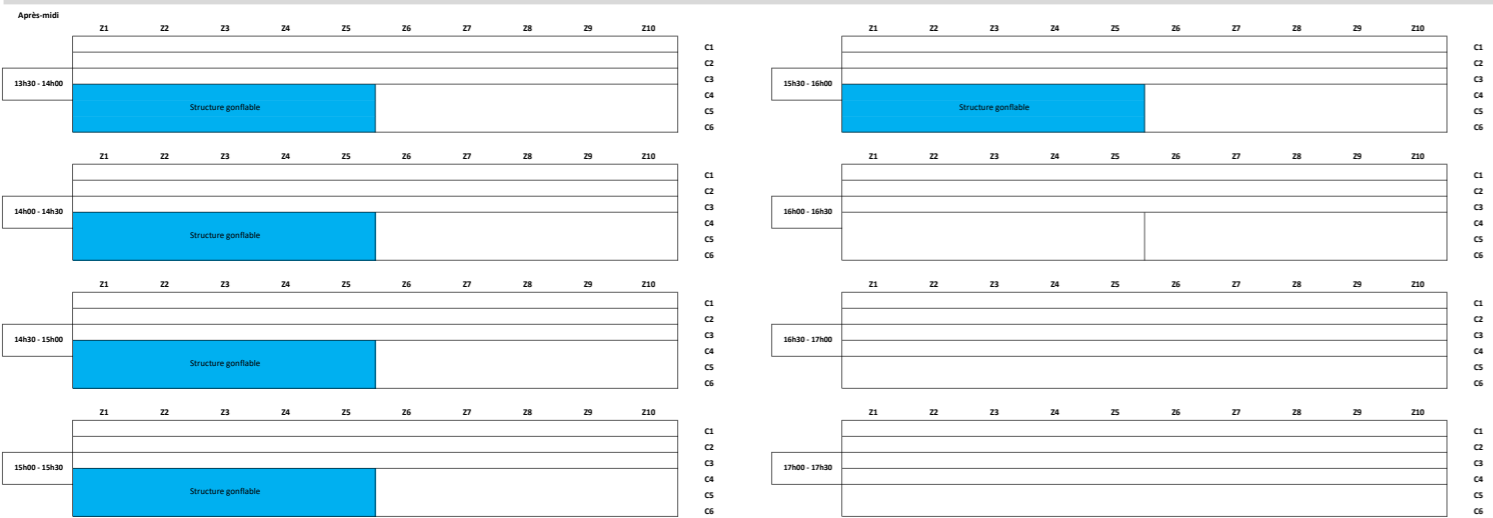 Après-midi
Z1 Z2 Z3 Z4 Z5 Z6 Z7 Z8 Z9 Z10
C1
C2
13h30 - 14h00 C3
C4
Structure gonflable C5
C6
Z1 Z2 Z3 Z4 Z5 Z6 Z7 Z8 Z9 Z10
C1
C2
14h00 - 14h30 C3
C4
Structure gonflable C5
C6
Z1 Z2 Z3 Z4 Z5 Z6 Z7 Z8 Z9 Z10
C1
C2
14h30 - 15h00 C3
C4
Structure gonflable C5
C6
Z1 Z2 Z3 Z4 Z5 Z6 Z7 Z8 Z9 Z10
C1
C2
15h00 - 15h30 C3
C4
Structure gonflable C5
C6
Z1 Z2 Z3 Z4 Z5 Z6 Z7 Z8 Z9 Z10
C1
C2
15h30 - 16h00 C3
C4
Structure gonflable C5
C6
Z1 Z2 Z3 Z4 Z5 Z6 Z7 Z8 Z9 Z10
C1
C2
16h00 - 16h30 C3
C4
C5
C6
Z1 Z2 Z3 Z4 Z5 Z6 Z7 Z8 Z9 Z10
C1
C2
16h30 - 17h00 C3
C4
C5
C6
Z1 Z2 Z3 Z4 Z5 Z6 Z7 Z8 Z9 Z10
C1
C2
17h00 - 17h30 C3
C4
C5
C6